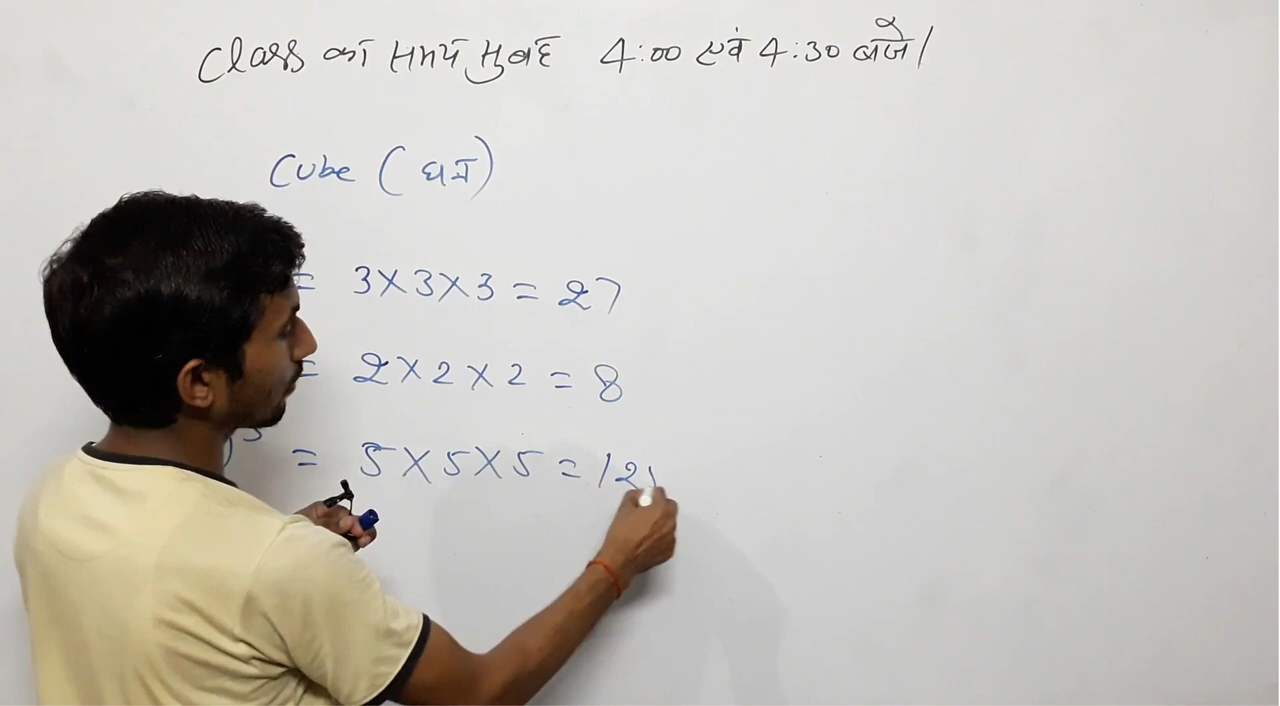 Class का समय सुबह 4:00 एवं 4:30 बजे।
Cube (घन)
= 3×3×3 = 27
= 2×2×2 = 8
)³ = 5×5×5 = 12